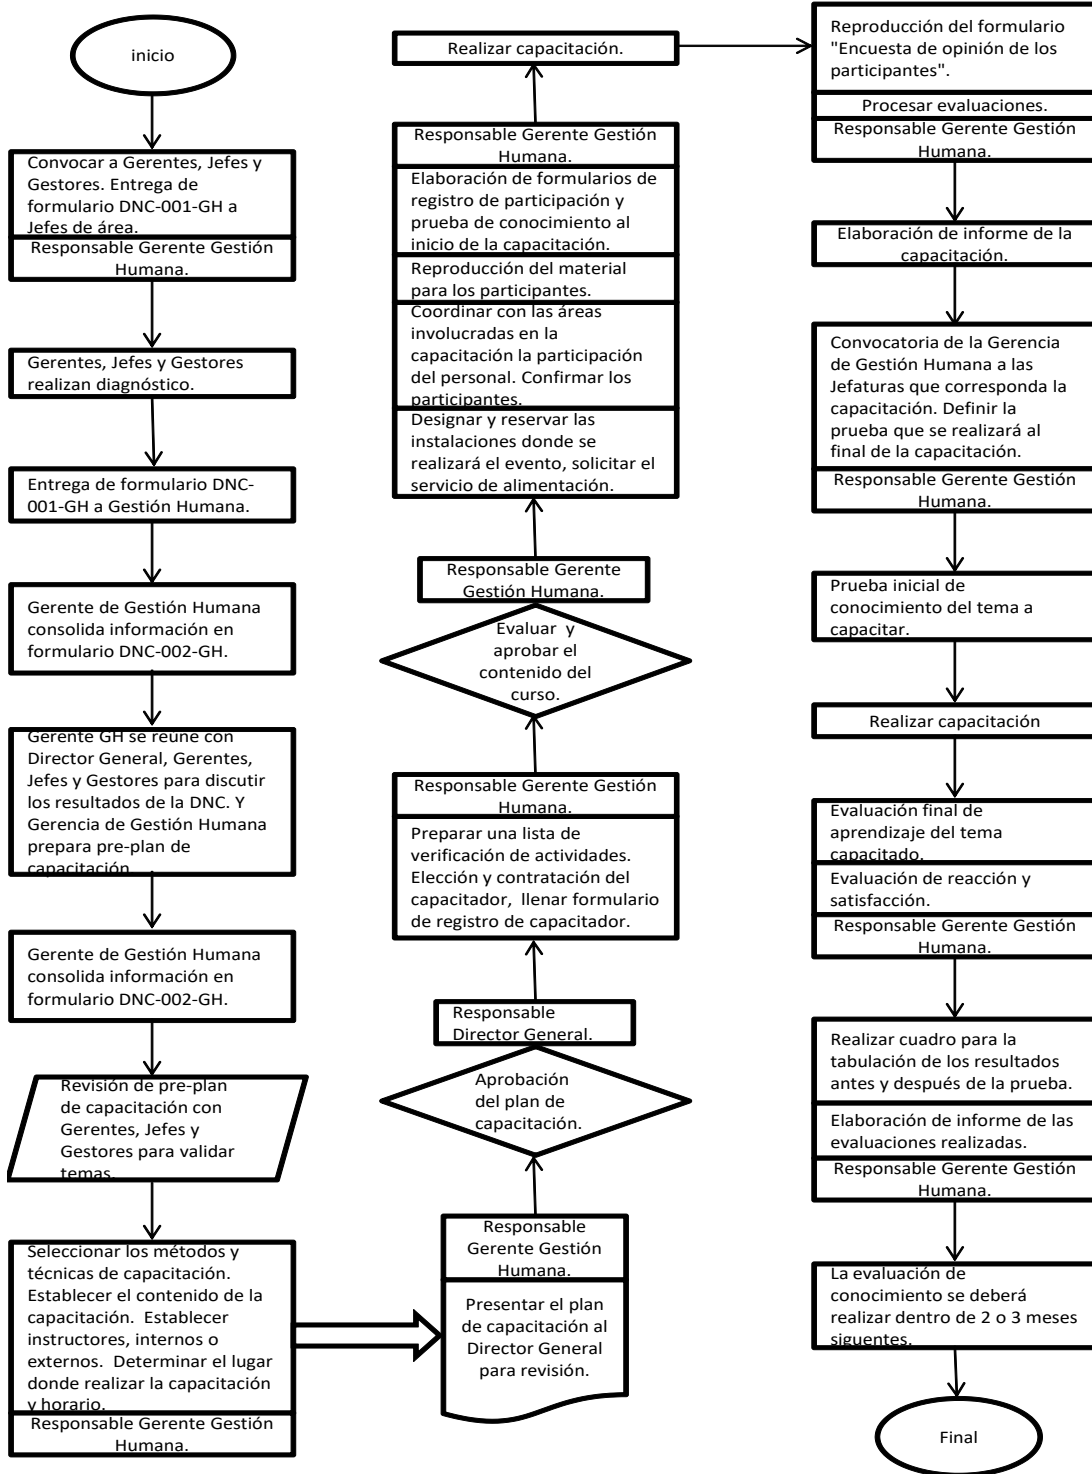 inicio
Convocar a Gerentes, Jefes y
Gestores. Entrega de
formulario DNC-001-GH a
Jefes de área.
Responsable Gerente Gestión
Humana.
Gerentes, Jefes y Gestores
realizan diagnóstico.
Entrega de formulario DNC-
001-GH a Gestión Humana.
Gerente de Gestión Humana
consolida información en
formulario DNC-002-GH.
Gerente GH se reúne con
Director General, Gerentes,
Jefes y Gestores para discutir
los resultados de la DNC. Y
Gerencia de Gestión Humana
prepara pre-plan de
capacitación.
Gerente de Gestión Humana
consolida información en
formulario DNC-002-GH.
Revisión de pre-plan
de capacitación con
Gerentes, Jefes y
Gestores para validar
temas.
Seleccionar los métodos y
técnicas de capacitación.
Establecer el contenido de la
capacitación. Establecer
instructores, internos o
externos. Determinar el lugar
donde realizar la capacitación
y horario.
Responsable Gerente Gestión
Humana.
Responsable
Gerente Gestión
Humana.
Presentar el plan
de capacitación al
Director General
para revisión.
Aprobación
del plan de
capacitación.
Responsable
Director General.
Responsable Gerente Gestión
Humana.
Preparar una lista de
verificación de actividades.
Elección y contratación del
capacitador, llenar formulario
de registro de capacitador.
Evaluar y
aprobar el
contenido del
curso.
Responsable Gerente
Gestión Humana.
Responsable Gerente Gestión
Humana.
Elaboración de formularios de
registro de participación y
prueba de conocimiento al
inicio de la capacitación.
Reproducción del material
para los participantes.
Coordinar con las áreas
involucradas en la
capacitación la participación
del personal. Confirmar los
participantes.
Designar y reservar las
instalaciones donde se
realizará el evento, solicitar el
servicio de alimentación.
Realizar capacitación.
Reproducción del formulario
"Encuesta de opinión de los
participantes".
Procesar evaluaciones.
Responsable Gerente Gestión
Humana.
Elaboración de informe de la
capacitación.
Convocatoria de la Gerencia
de Gestión Humana a las
Jefaturas que corresponda la
capacitación. Definir la
prueba que se realizará al
final de la capacitación.
Responsable Gerente Gestión
Humana.
Prueba inicial de
conocimiento del tema a
capacitar.
Realizar capacitación
Evaluación final de
aprendizaje del tema
capacitado.
Evaluación de reacción y
satisfacción.
Responsable Gerente Gestión
Humana.
Realizar cuadro para la
tabulación de los resultados
antes y después de la prueba.
Elaboración de informe de las
evaluaciones realizadas.
Responsable Gerente Gestión
Humana.
La evaluación de
conocimiento se deberá
realizar dentro de 2 o 3 meses
siguentes.
Final